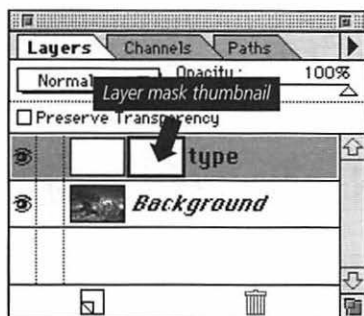 Layers Channels Paths
Normal Opacity: 100%
Layer mask thumbnail
Preserve Transparency
type
Background